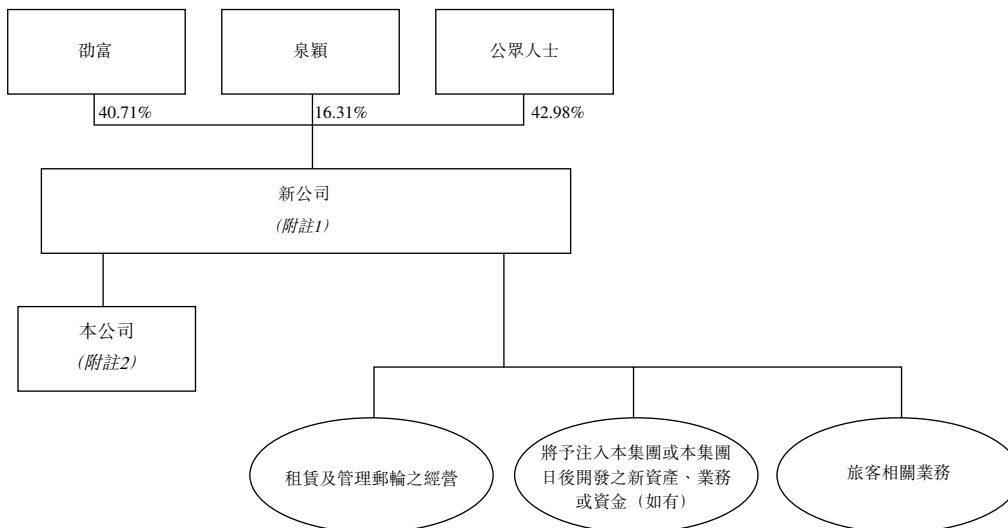 劭富
泉穎
公眾人士
40.71%
16.31%
42.98%
新公司
(附註1)
本公司
(附註2)
租賃及管理郵輪之經營
將予注入本集團或本集團
日後開發之新資產、業務
或資金（如有）
旅客相關業務